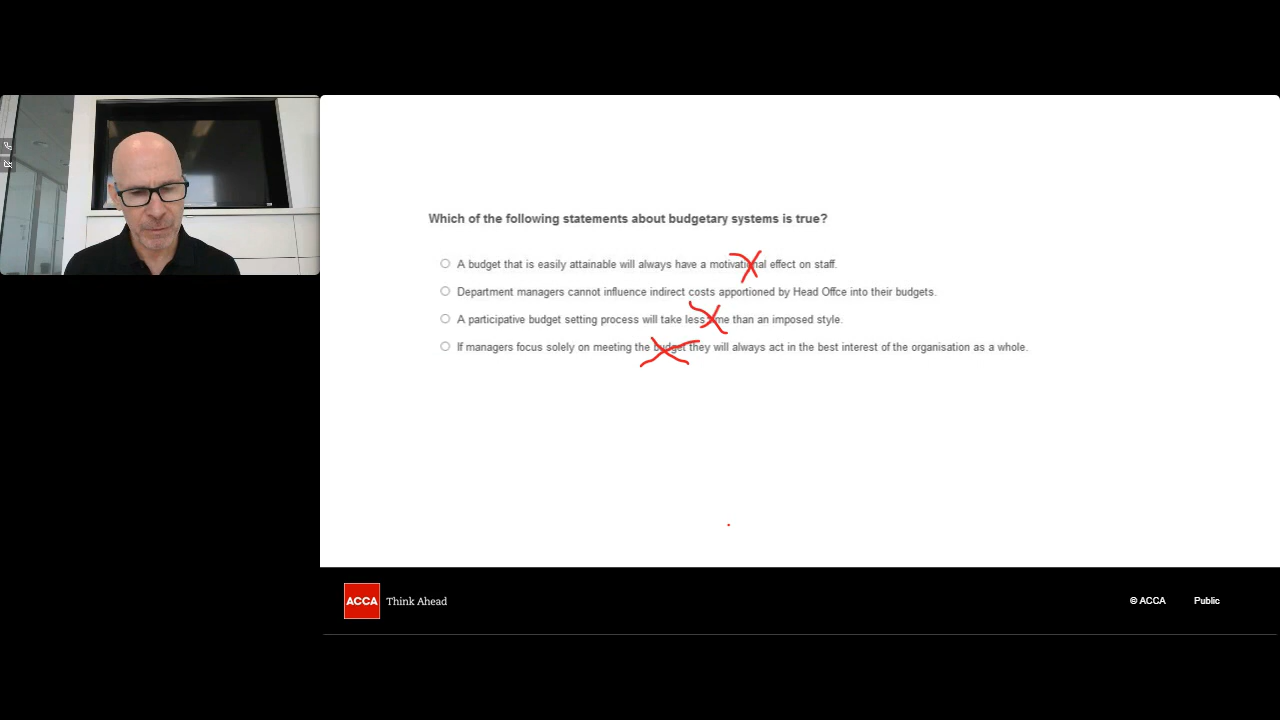 Which of the following statements about budgetary systems is true?
A budget that is easily attainable will always have a motivational effect on staff.
Department managers cannot influence indirect costs apportioned by Head Offce into their budgets.
A participative budget setting process will take less time than an imposed style.
If managers focus solely on meeting the budget they will always act in the best interest of the organisation as a whole.
ACCA Think Ahead
© ACCA Public